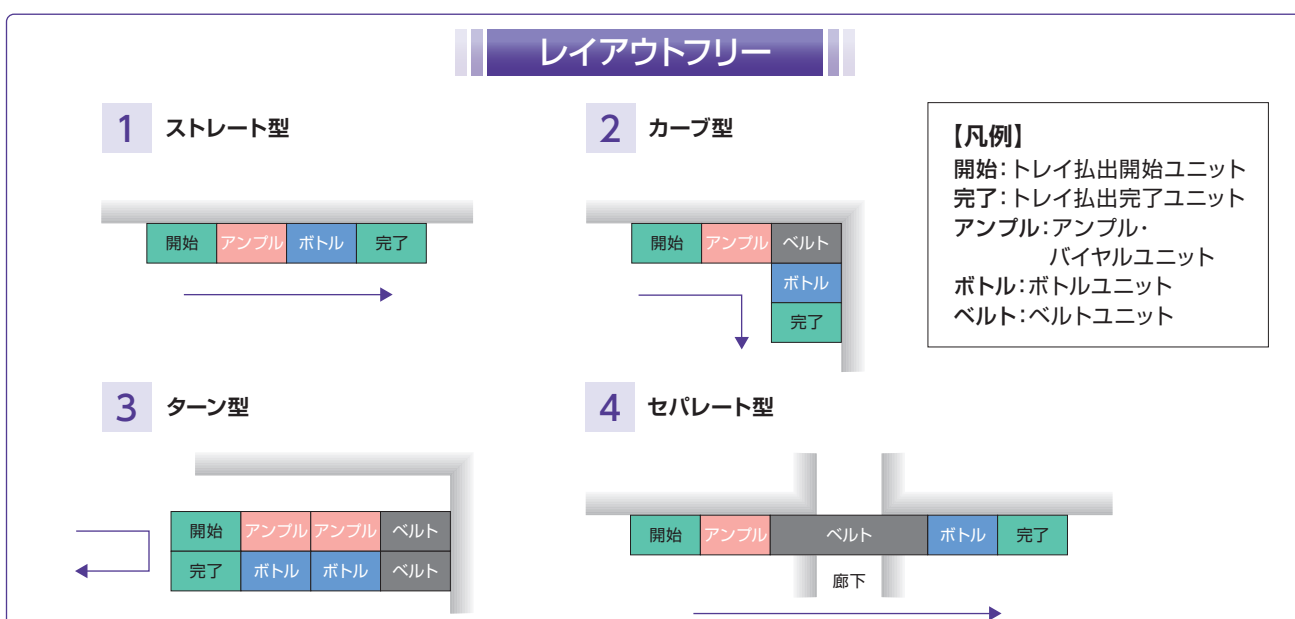 レイアウトフリー
1 ストレート型
開始 アンプル ボトル 完了
2 カーブ型
開始 アンプル ベルト
ボトル
完了
【凡例】
開始：トレイ払出開始ユニット
完了：トレイ払出完了ユニット
アンプル：アンプル・
バイヤルユニット
ボトル：ボトルユニット
ベルト：ベルトユニット
3 ターン型
開始 アンプル アンプル ベルト
完了 ボトル ボトル ベルト
4 セパレート型
開始 アンプル ベルト ボトル 完了
廊下